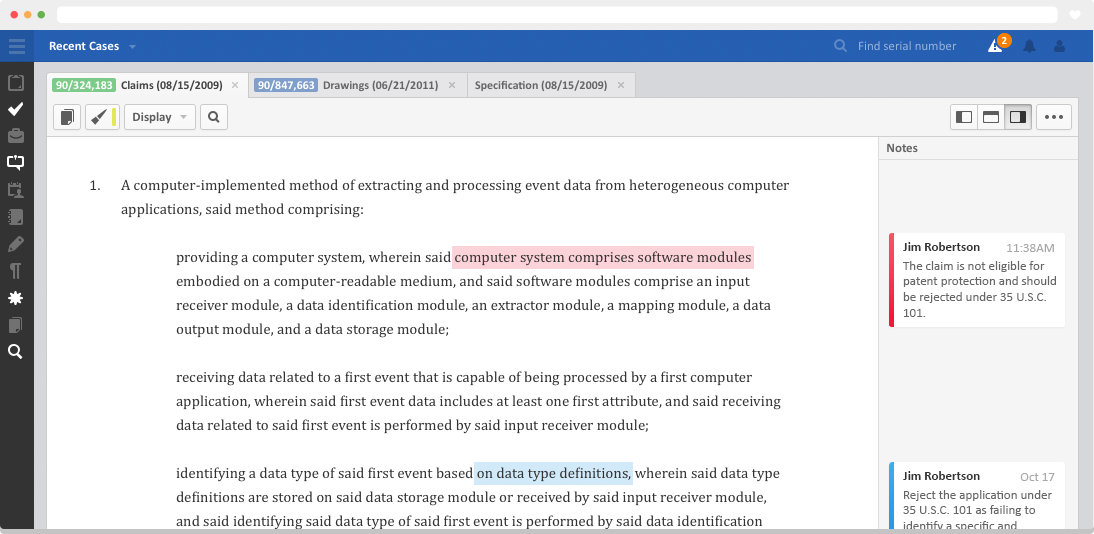 Recent Cases
Find serial number
2
90/324,183 Claims (08/15/2009) ×
90/847,663 Drawings (06/21/2011) ×
Specification (08/15/2009) ×
Display
Notes
1. A computer-implemented method of extracting and processing event data from heterogeneous computer
applications, said method comprising:
providing a computer system, wherein said computer system comprises software modules
embodied on a computer-readable medium, and said software modules comprise an input
receiver module, a data identification module, an extractor module, a mapping module, a data
output module, and a data storage module;
receiving data related to a first event that is capable of being processed by a first computer
application, wherein said first event data includes at least one first attribute, and said receiving
data related to said first event is performed by said input receiver module;
identifying a data type of said first event based on data type definitions, wherein said data type
definitions are stored on said data storage module or received by said input receiver module,
and said identifying said data type of said first event is performed by said data identification
Jim Robertson 11:38AM
The claim is not eligible for
patent protection and should
be rejected under 35 U.S.C.
101.
Jim Robertson Oct 17
Reject the application under
35 U.S.C. 101 as failing to
identify a specific and